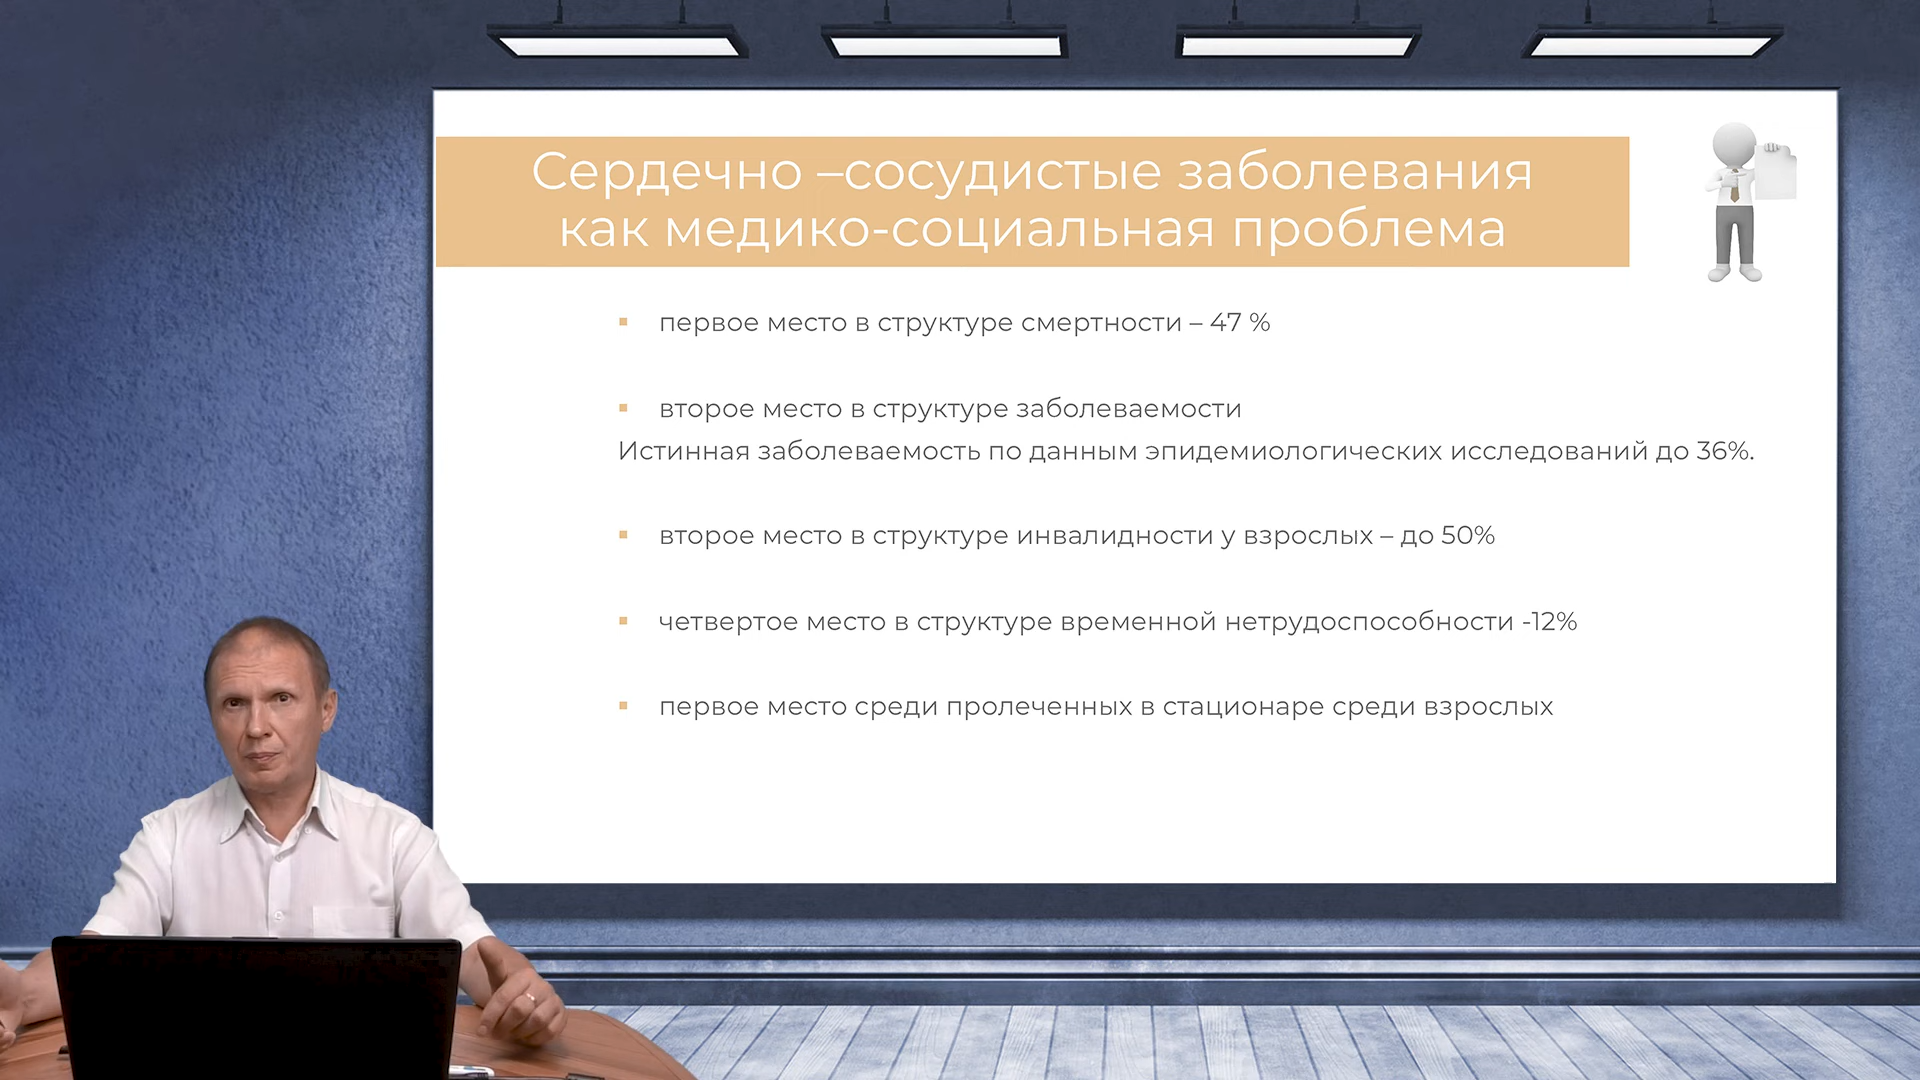 Сердечно –сосудистые заболевания
как медико-социальная проблема
▪ первое место в структуре смертности – 47 %
▪ второе место в структуре заболеваемости
Истинная заболеваемость по данным эпидемиологических исследований до 36%.
▪ второе место в структуре инвалидности у взрослых – до 50%
▪ четвертое место в структуре временной нетрудоспособности -12%
▪ первое место среди пролеченных в стационаре среди взрослых